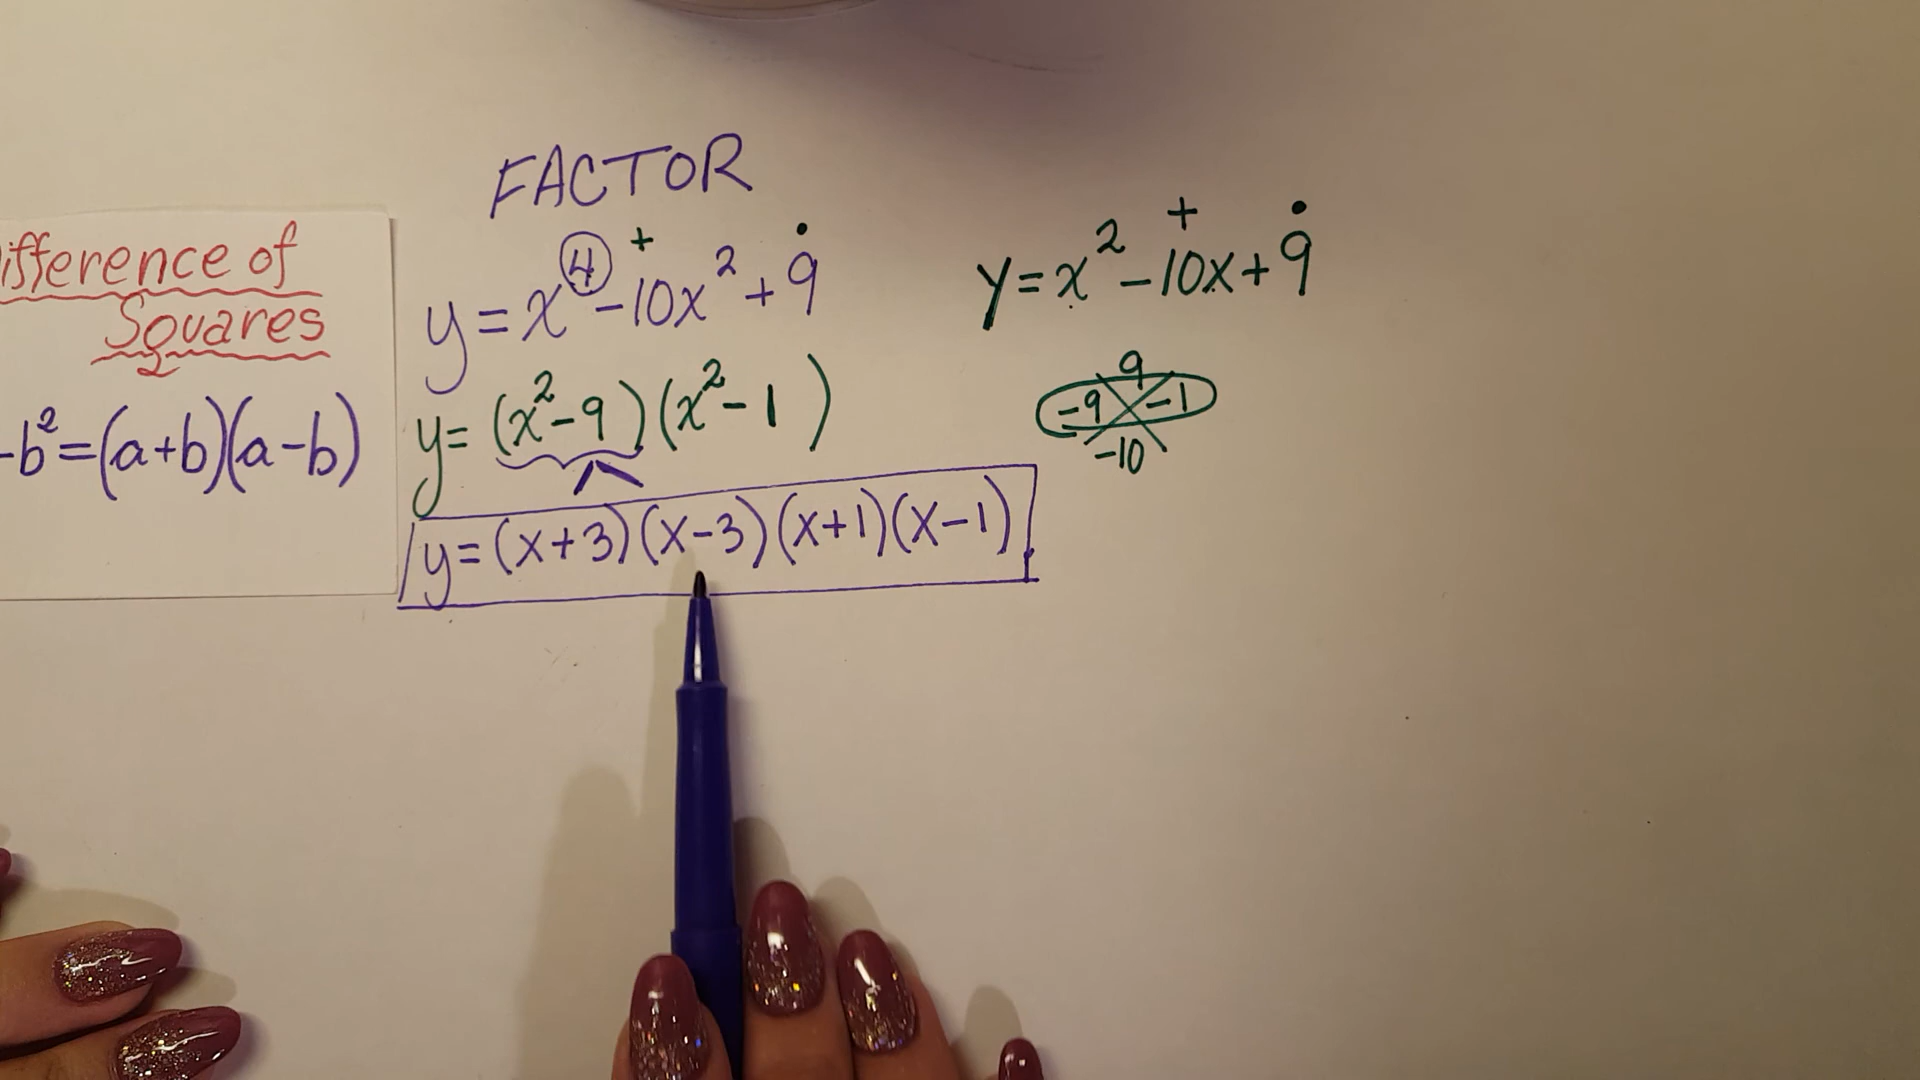 ifference of
Squares
-b²=(a+b)(a-b)
FACTOR
+ •
y=x⁴-10x²+9
y=(x²-9)(x²-1)
y=(x+3)(x-3)(x+1)(x-1)
+ •
y=x²-10x+9
9
-9 -1
-10